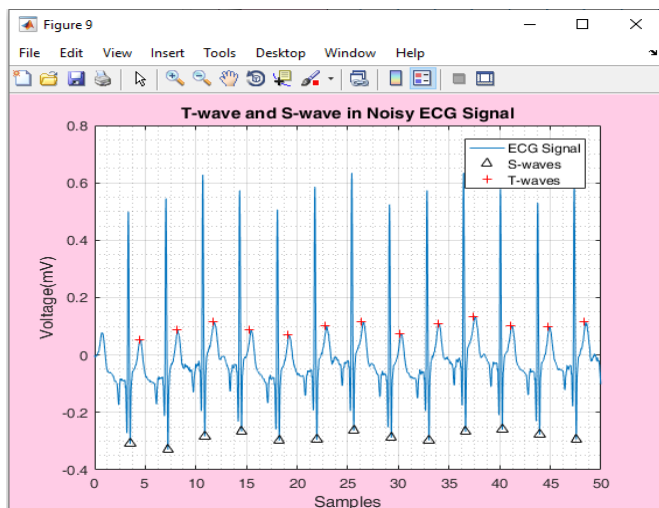 Figure 9
File Edit View Insert Tools Desktop Window Help
T-wave and S-wave in Noisy ECG Signal
ECG Signal
S-waves
T-waves
Voltage(mV)
0.8
0.6
0.4
0.2
0
-0.2
-0.4
0 5 10 15 20 25 30 35 40 45 50
Samples